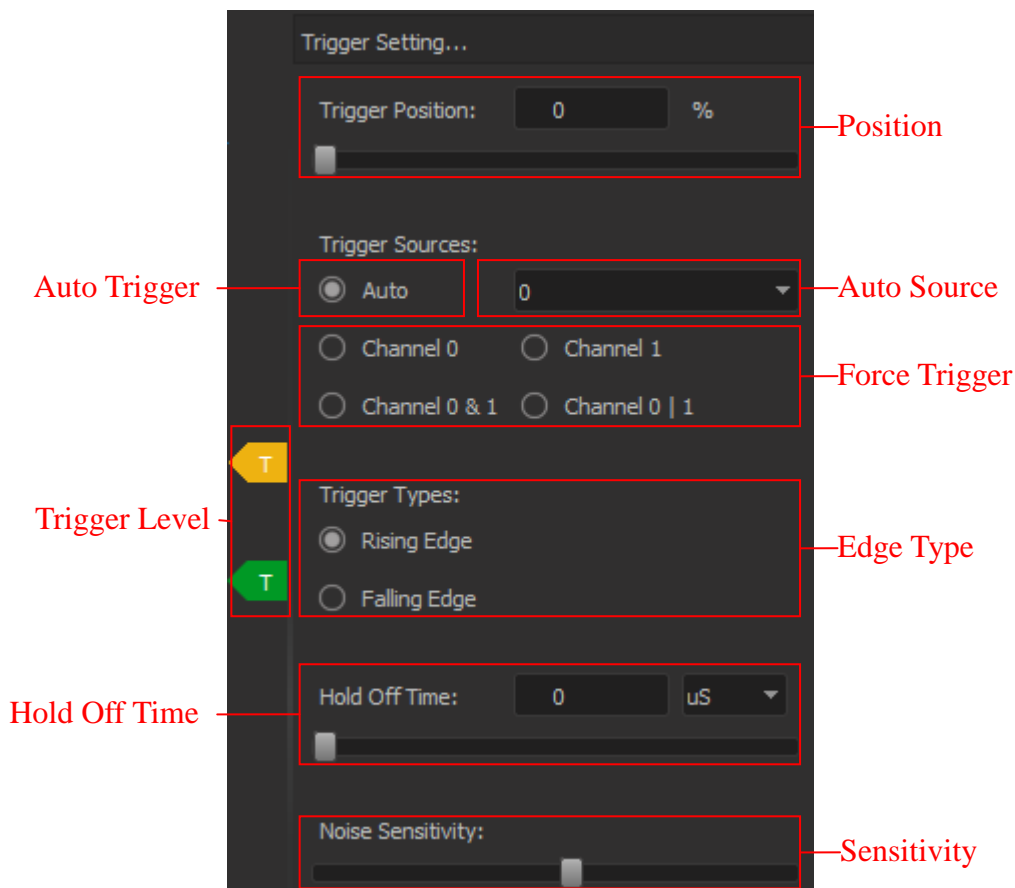 Trigger Setting...
Trigger Position: 0 %
Position
Trigger Sources:
Auto Trigger
Auto 0
Auto Source
Channel 0 Channel 1
Force Trigger
Channel 0 & 1 Channel 0 | 1
T
Trigger Types:
Trigger Level
Rising Edge
Edge Type
T
Falling Edge
Hold Off Time: 0 uS
Hold Off Time
Noise Sensitivity:
Sensitivity